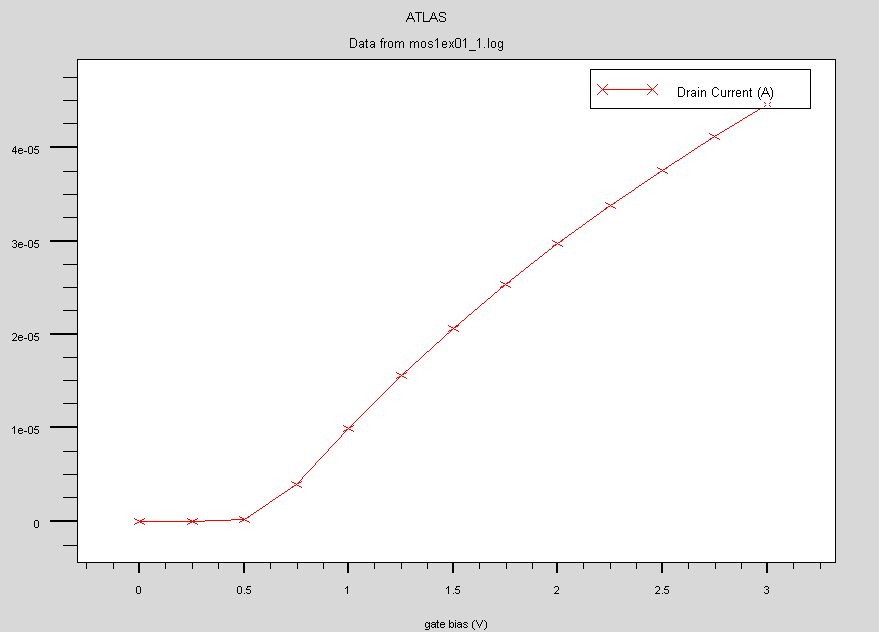 ATLAS
Data from mos1ex01_1.log
Drain Current (A)
4e-05
3e-05
2e-05
1e-05
0
0 0.5 1 1.5 2 2.5 3
gate bias (V)